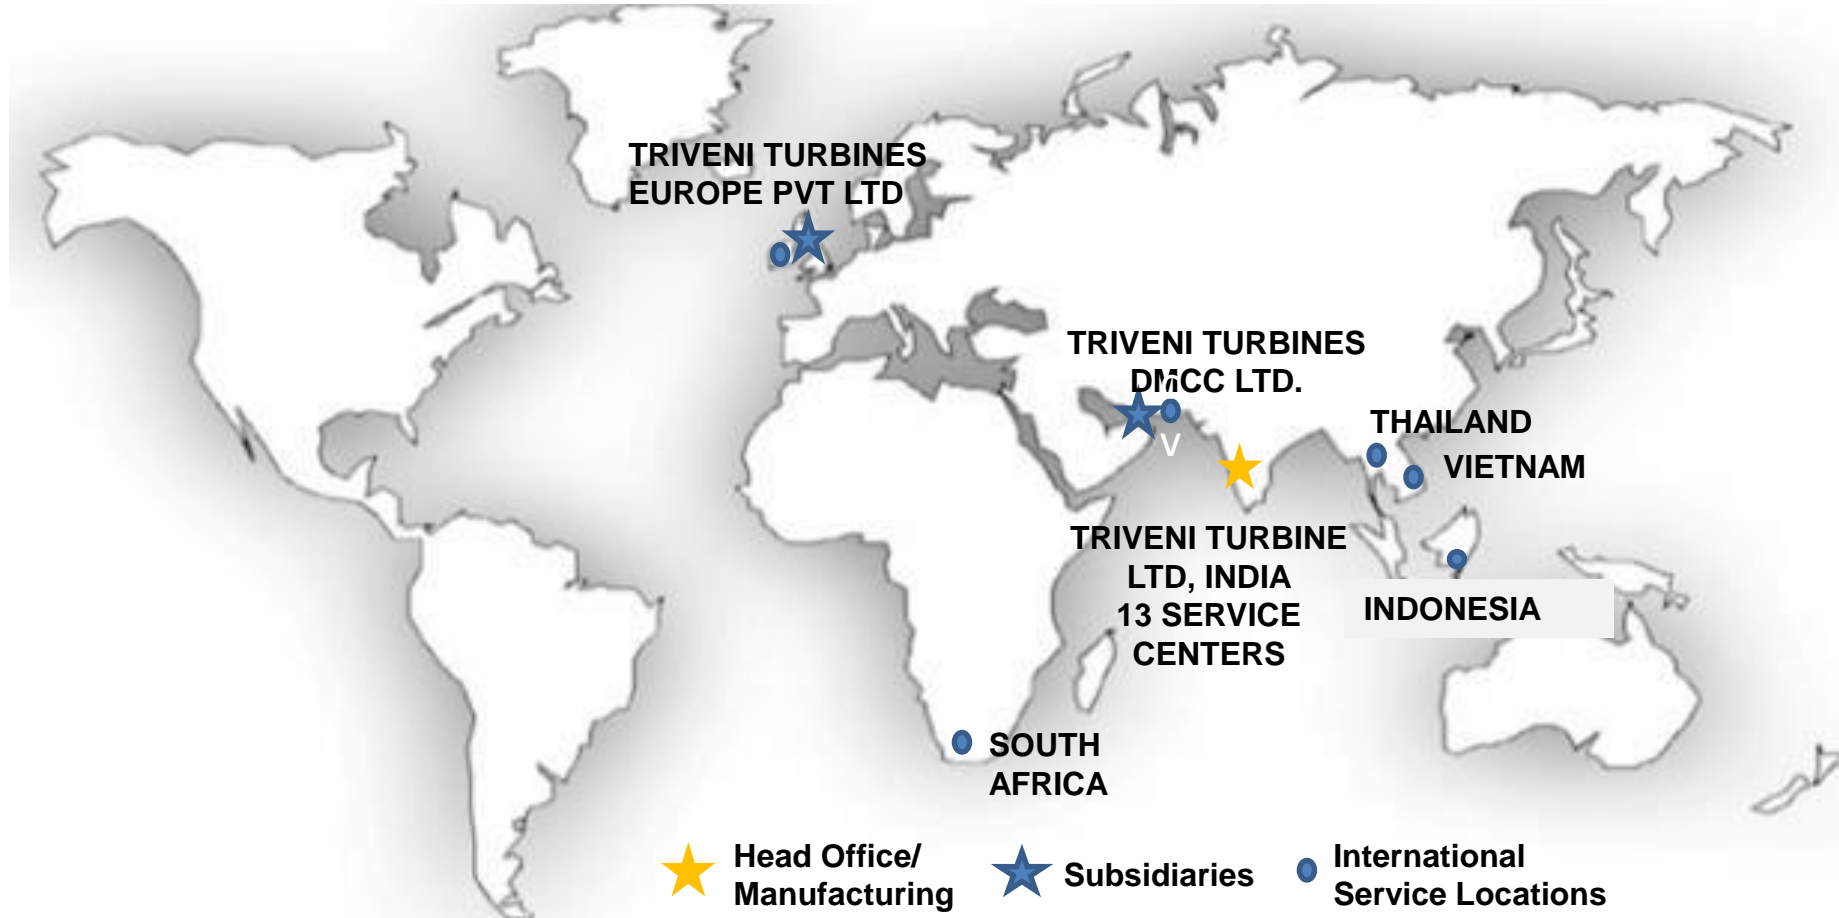 TRIVENI TURBINES
EUROPE PVT LTD
TRIVENI TURBINES
DMCC LTD.
V
THAILAND
VIETNAM
TRIVENI TURBINE
LTD, INDIA
13 SERVICE
CENTERS
INDONESIA
SOUTH
AFRICA
Head Office/
Manufacturing
Subsidiaries
International
Service Locations